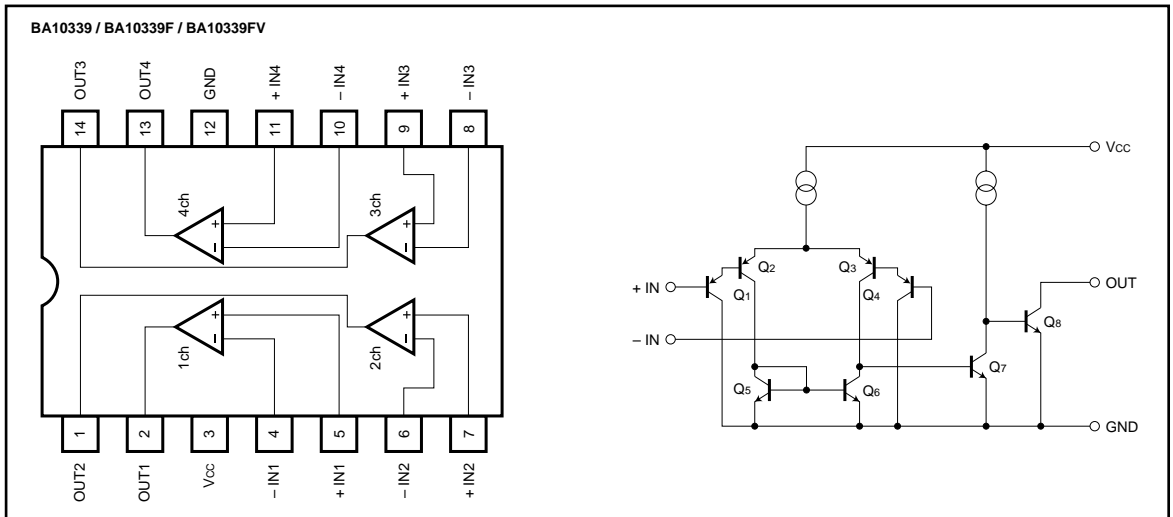 BA10339 / BA10339F / BA10339FV
OUT3
OUT4
GND
+ IN4
– IN4
+ IN3
– IN3
14
13
12
11
10
9
8
4ch
+
–
3ch
+
–
1ch
+
–
2ch
+
–
1
2
3
4
5
6
7
OUT2
OUT1
VCC
– IN1
+ IN1
– IN2
+ IN2
VCC
Q2
Q3
+ IN
Q1
Q4
OUT
Q8
– IN
Q5
Q6
Q7
GND